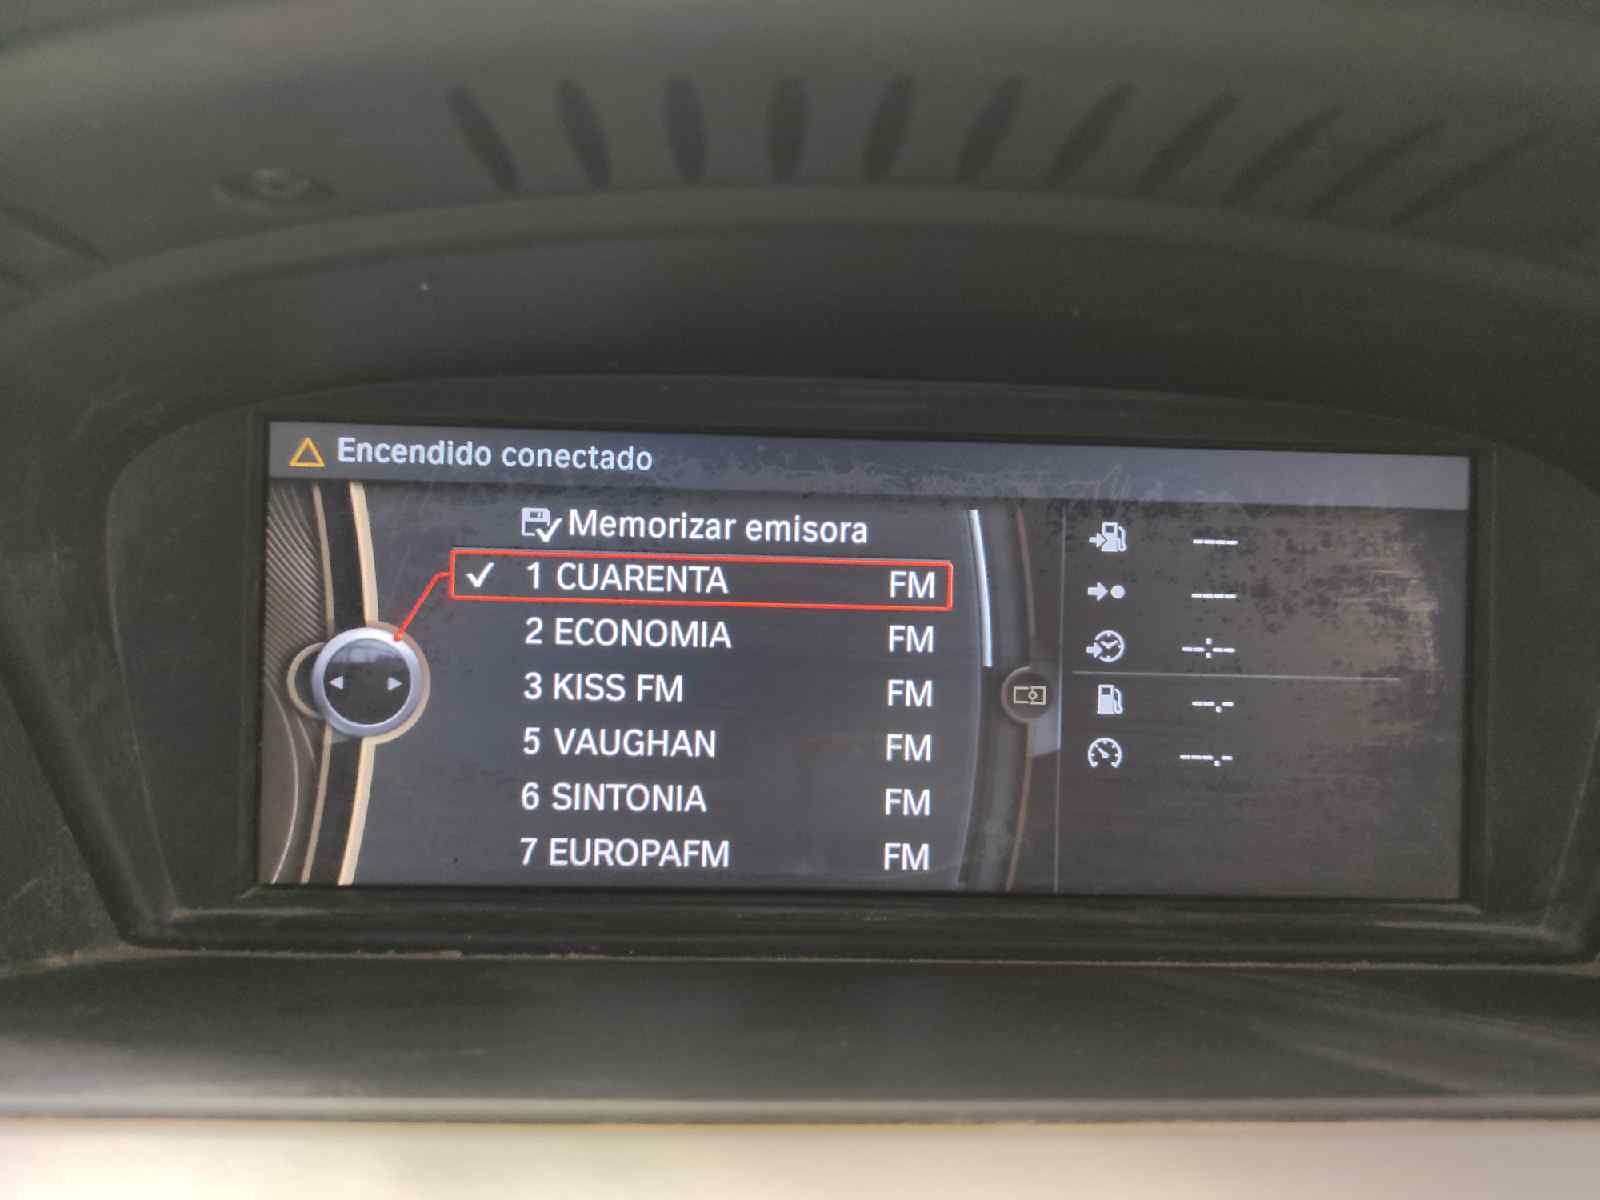 Encendido conectado
Memorizar emisora
1 CUARENTA FM
2 ECONOMIA FM
3 KISS FM FM
5 VAUGHAN FM
6 SINTONIA FM
7 EUROPAFM FM
----
----
--:--
--.-
---.-